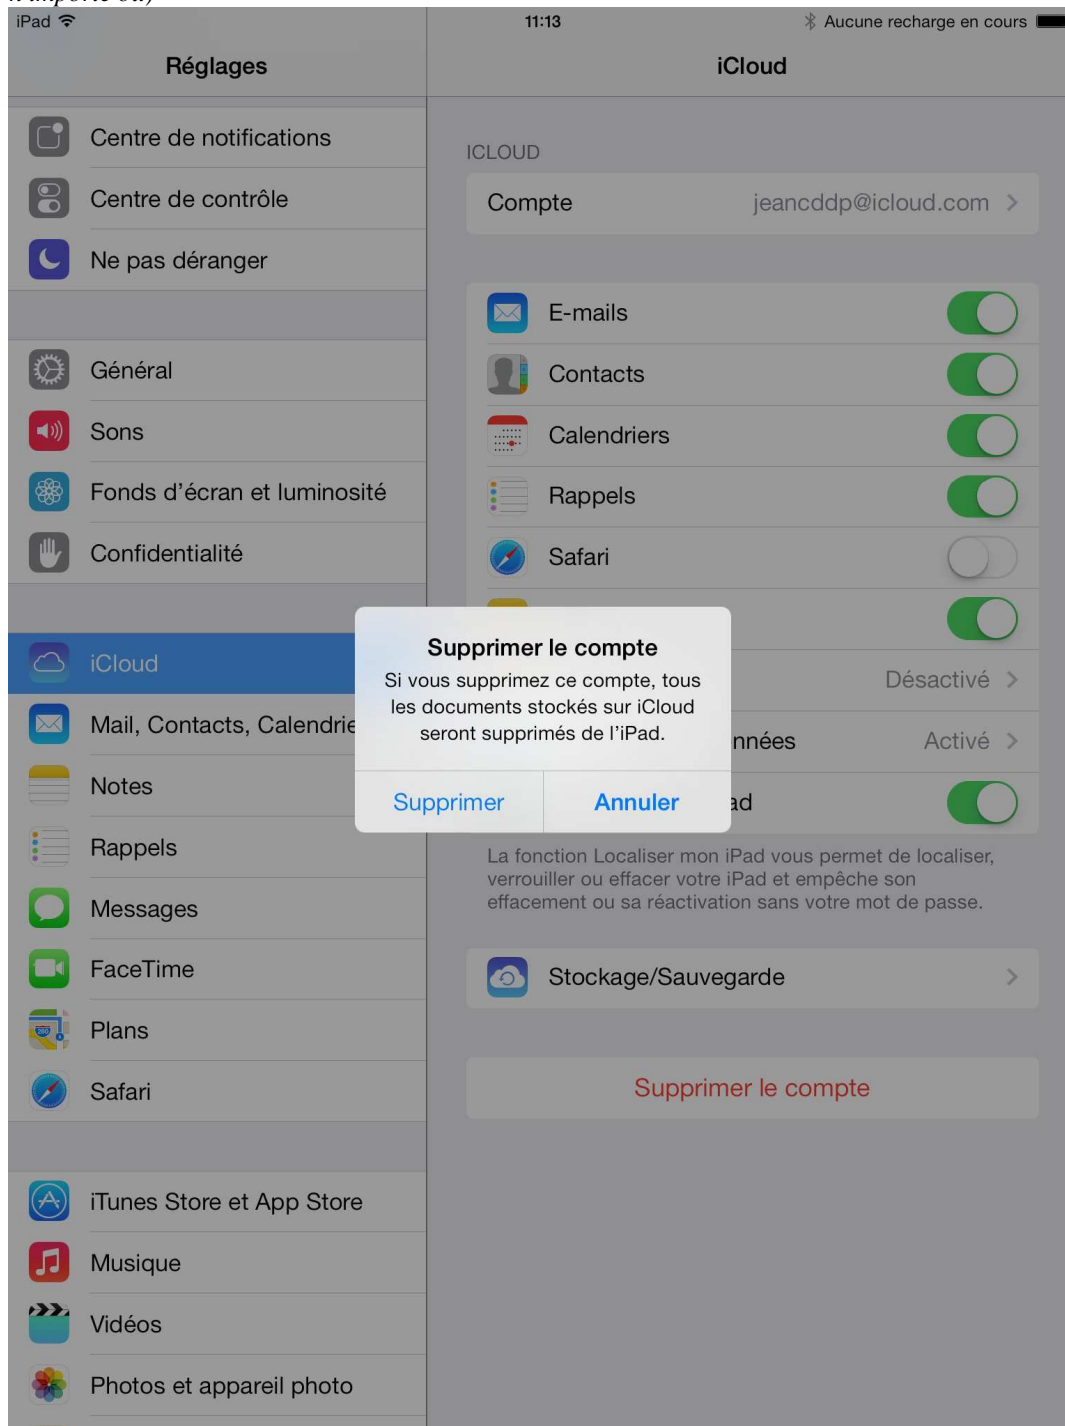 iPad
11:13
Aucune recharge en cours
Réglages
iCloud
Centre de notifications
Centre de contrôle
Ne pas déranger
Général
Sons
Fonds d’écran et luminosité
Confidentialité
iCloud
Mail, Contacts, Calendrie
Notes
Rappels
Messages
FaceTime
Plans
Safari
iTunes Store et App Store
Musique
Vidéos
Photos et appareil photo
ICLOUD
Compte
jeancddp@icloud.com
E-mails
Contacts
Calendriers
Rappels
Safari
Désactivé
nnées
Activé
ad
La fonction Localiser mon iPad vous permet de localiser,
verrouiller ou effacer votre iPad et empêche son
effacement ou sa réactivation sans votre mot de passe.
Stockage/Sauvegarde
Supprimer le compte
Supprimer le compte
Si vous supprimez ce compte, tous
les documents stockés sur iCloud
seront supprimés de l’iPad.
Supprimer
Annuler